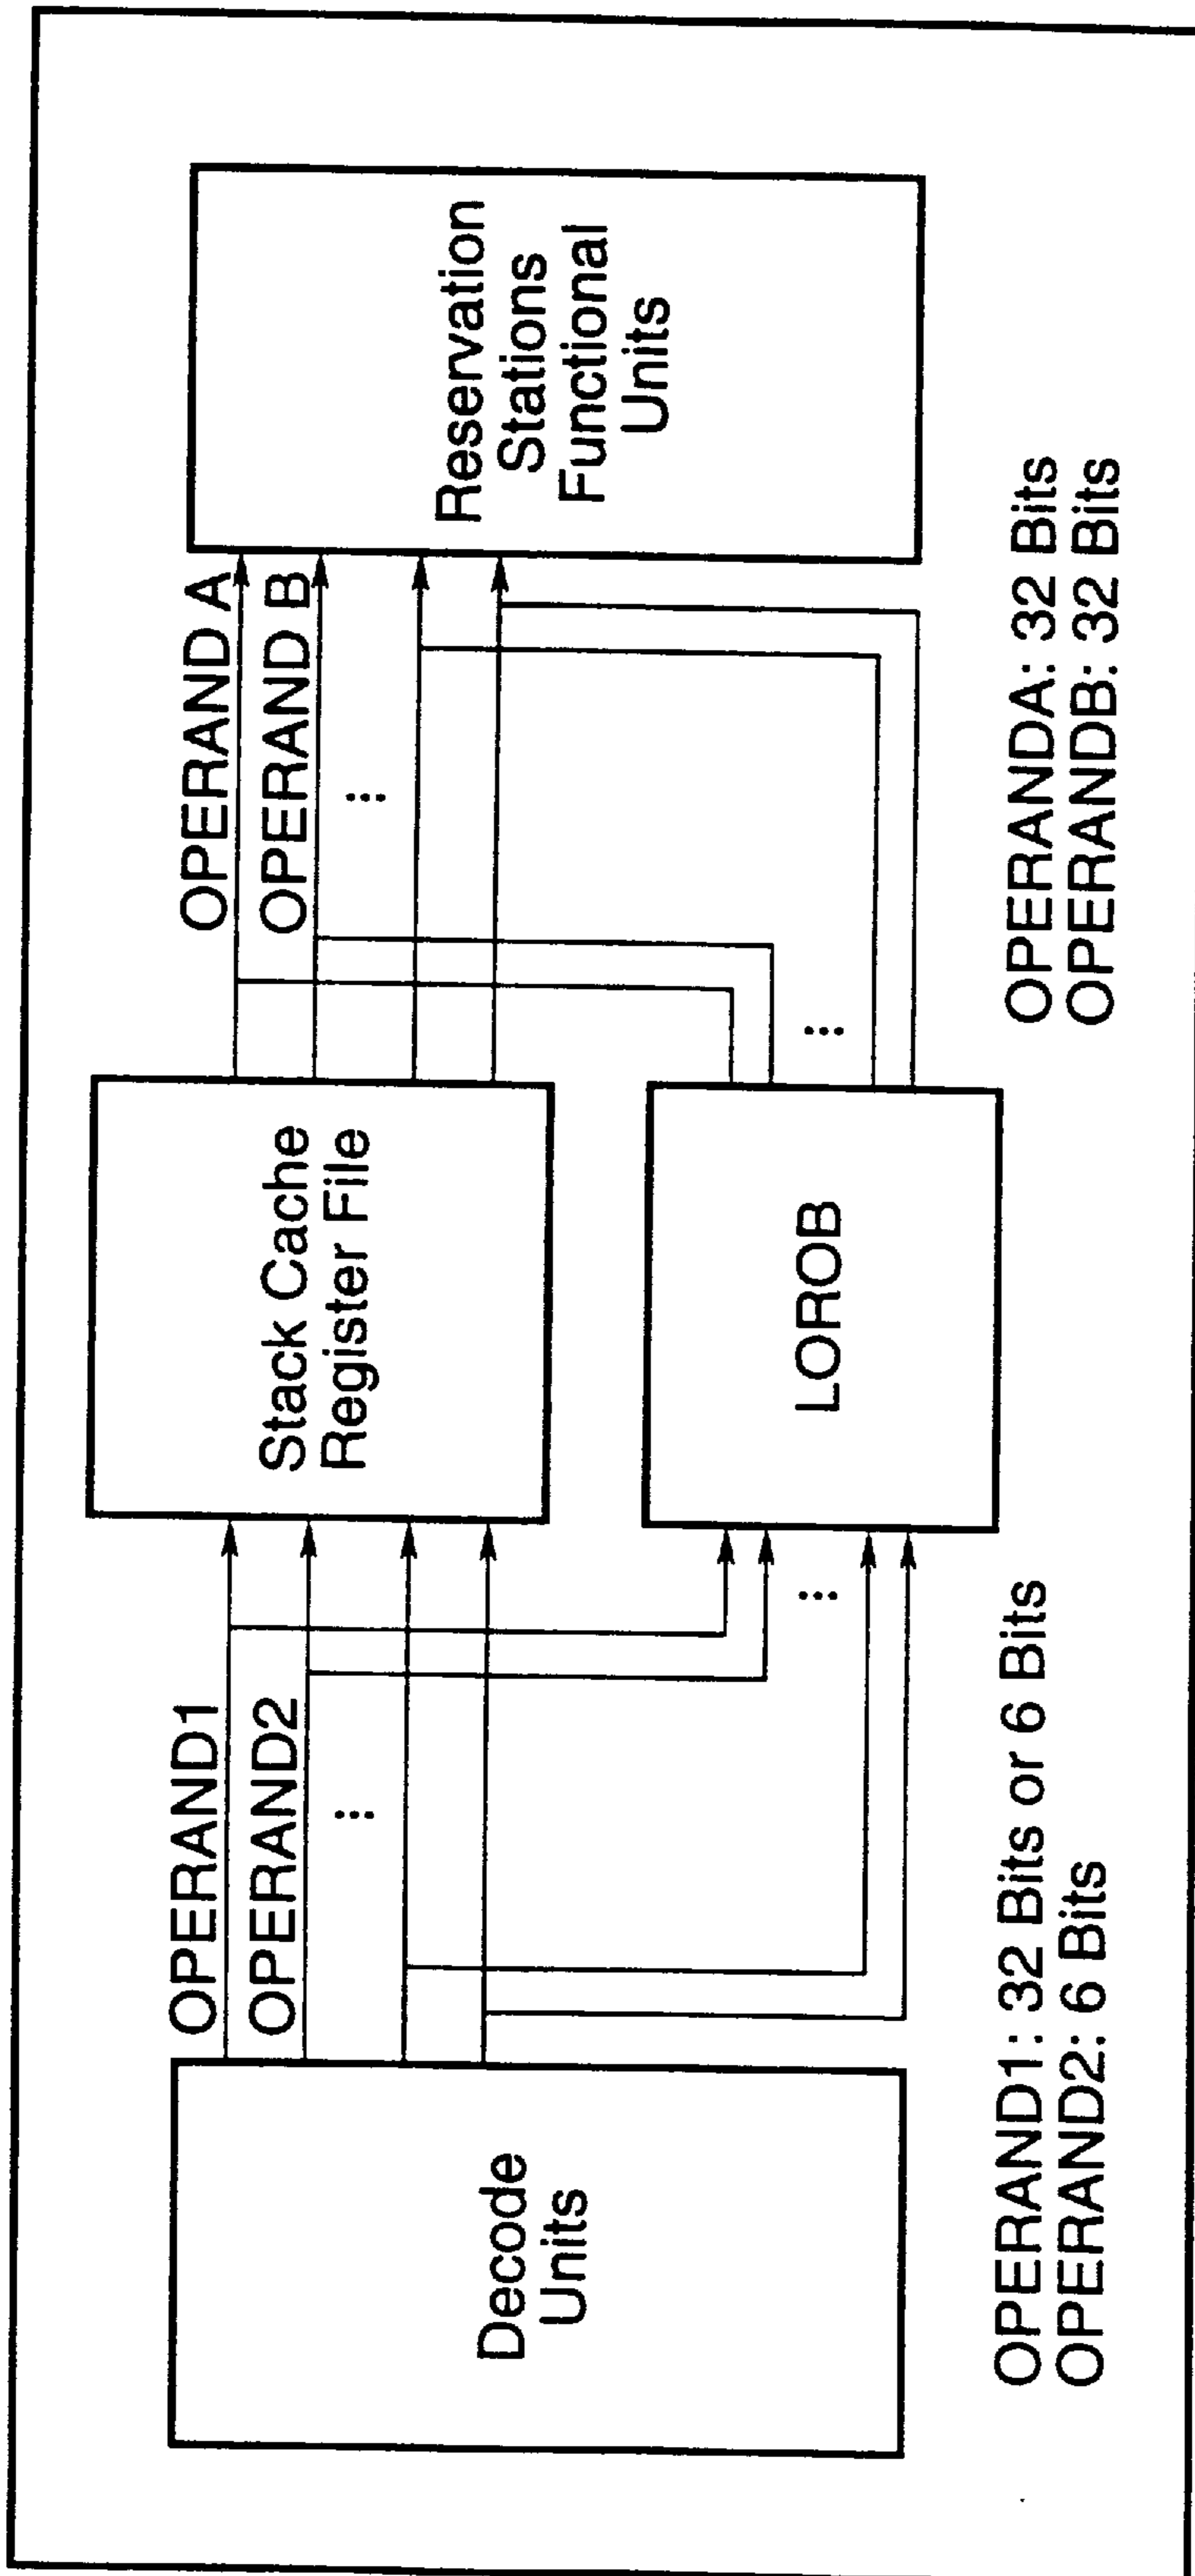 Decode
Units
OPERAND1
OPERAND2
...
Stack Cache
Register File
LOROB
...
OPERAND A
OPERAND B
...
...
Reservation
Stations
Functional
Units
OPERAND1: 32 Bits or 6 Bits
OPERAND2: 6 Bits
OPERANDA: 32 Bits
OPERANDB: 32 Bits